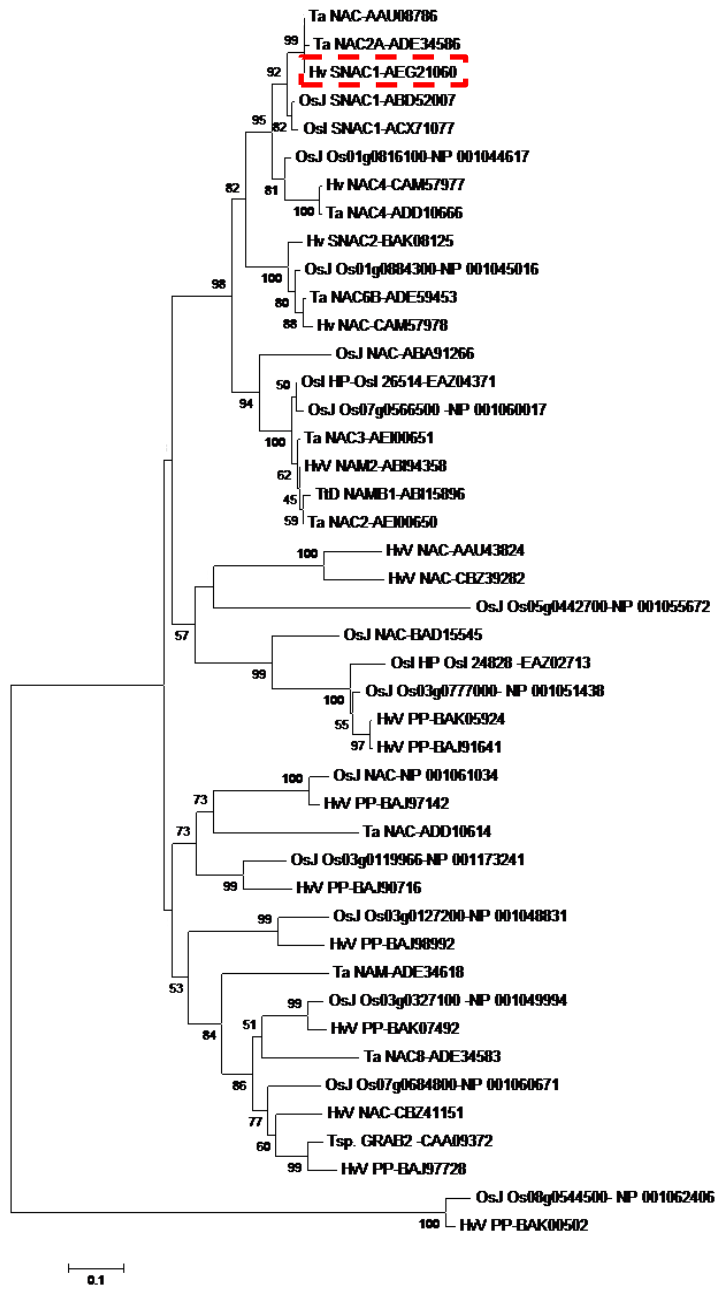 Ta NAC-AAU08786
99
Ta NAC2A-ADE34586
Hv SNAC1-AEG21060
92
OsJ SNAC1-ABD52007
95
82
OsI SNAC1-ACX71077
OsJ Os01g0816100-NP 001044617
81
Hv NAC4-CAM57977
82
100
Ta NAC4-ADD10666
Hv SNAC2-BAK08125
OsJ Os01g0884300-NP 001045016
100
98
80
Ta NAC6B-ADE59453
88
Hv NAC-CAM57978
OsJ NAC-ABA91266
50
OsI HP-OsI 26514-EAZ04371
94
OsJ Os07g0566500 -NP 001060017
100
Ta NAC3-AEI00651
HvV NAM2-ABI94358
62
45
TtD NAMB1-ABI15896
59
Ta NAC2-AEI00650
100
HvV NAC-AAU43824
HvV NAC-CBZ39282
OsJ Os05g0442700-NP 001055672
57
OsJ NAC-BAD15545
99
OsI HP OsI 24828 -EAZ02713
100
OsJ Os03g0777000- NP 001051438
55
HvV PP-BAK05924
97
HvV PP-BAJ91641
100
OsJ NAC-NP 001061034
73
HvV PP-BAJ97142
73
Ta NAC-ADD10614
OsJ Os03g0119966-NP 001173241
99
HvV PP-BAJ90716
99
OsJ Os03g0127200-NP 001048831
HvV PP-BAJ98992
53
Ta NAM-ADE34618
99
OsJ Os03g0327100 -NP 001049994
51
84
HvV PP-BAK07492
Ta NAC8-ADE34583
86
OsJ Os07g0684800-NP 001060671
77
HvV NAC-CBZ41151
60
Tsp. GRAB2 -CAA09372
99
HvV PP-BAJ97728
OsJ Os08g0544500- NP 001062406
100
HvV PP-BAK00502
0.1